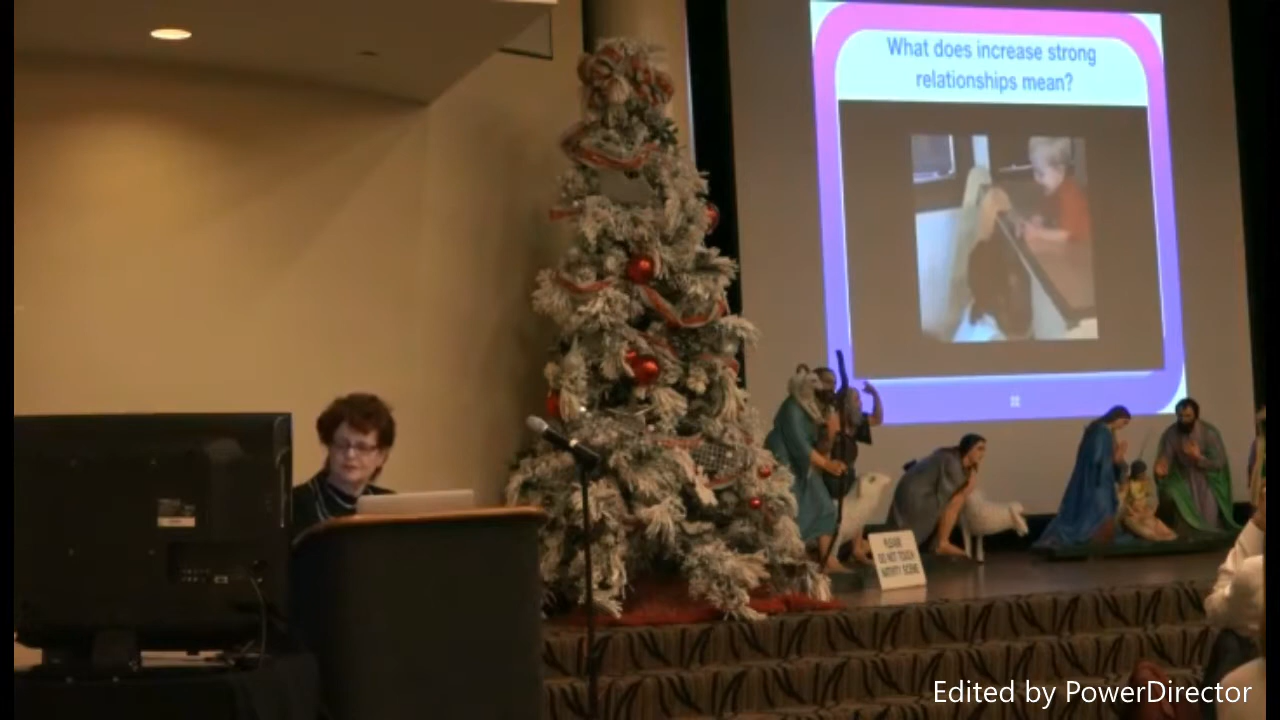 What does increase strong
relationships mean?
PLEASE
DO NOT TOUCH
NATIVITY SCENE
Edited by PowerDirector